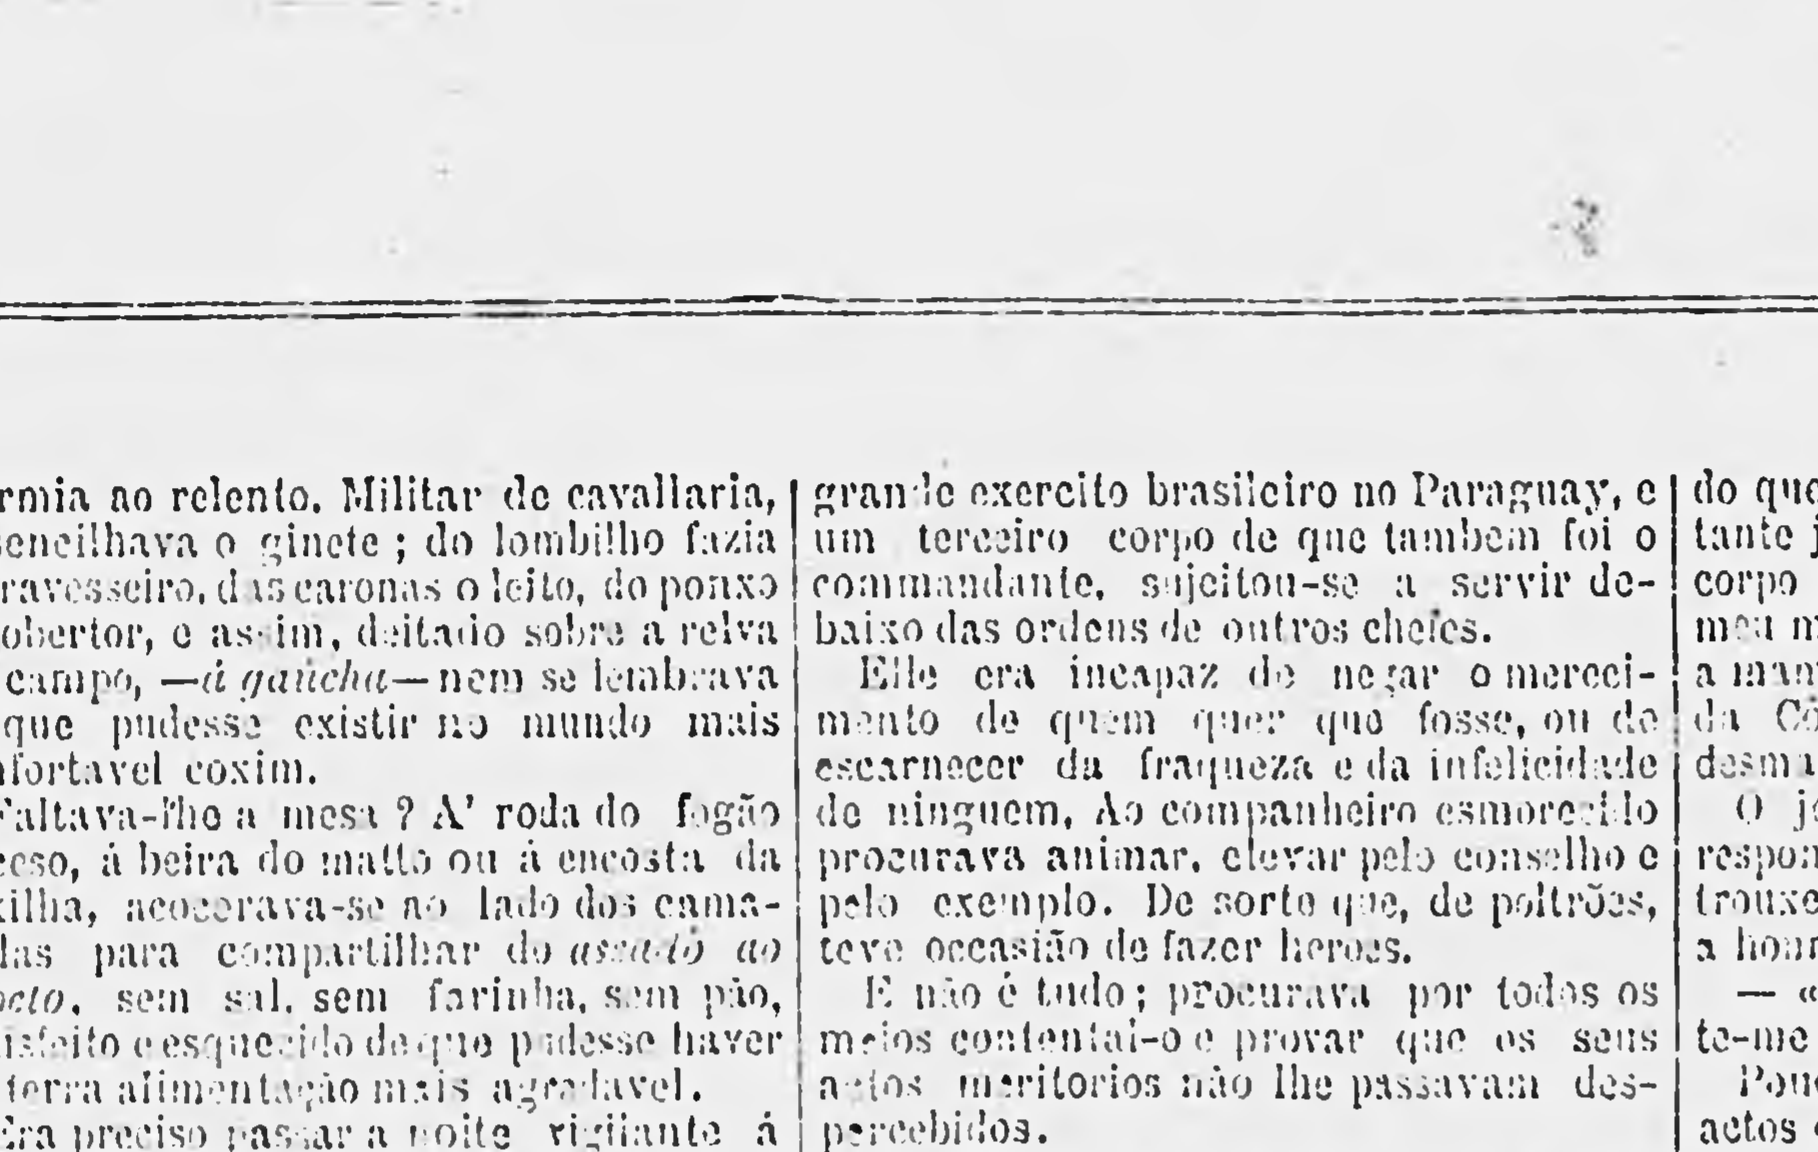 rmia ao relento. Militar de cavallaria,
sencilhava o ginete ; do lombilho fazia
ravesseiro, das caronas o leito, do ponxo
obertor, e assim, deitado sobre a relva
campo, —á gaúcha— nem se lembrava
que pudesse existir no mundo mais
nfortavel coxim.
Faltava-lhe a mesa ? A' roda do fogão
ceso, á beira do matto ou á encosta da
xilha, acocorava-se ao lado dos cama-
das para compartilhar do assado ao
peto, sem sal, sem farinha, sem pão,
isfeito e esquecido de que pudesse haver
terra alimentação mais agradavel.
Era preciso passar a noite vigilante á
grande exercito brasileiro no Paraguay, e
um terceiro corpo de que tambem foi o
commandante, sujeitou-se a servir de-
baixo das ordens de outros chefes.
Elle era incapaz de negar o mereci-
mento de quem quer que fosse, ou de
escarnecer da fraqueza e da infelicidade
de ninguem. Ao companheiro esmorecido
procurava animar, elevar pelo conselho e
pelo exemplo. De sorte que, de poltrões,
teve occasião de fazer heroes.
E não é tudo ; procurava por todos os
meios contental-o e provar que os seus
actos meritorios não lhe passavam des-
percebidos.
do que
tante j
corpo
meu m
a man
da Cô
desma
O jo
respon
trouxe
a hon
— «
te-me
Pou
actos